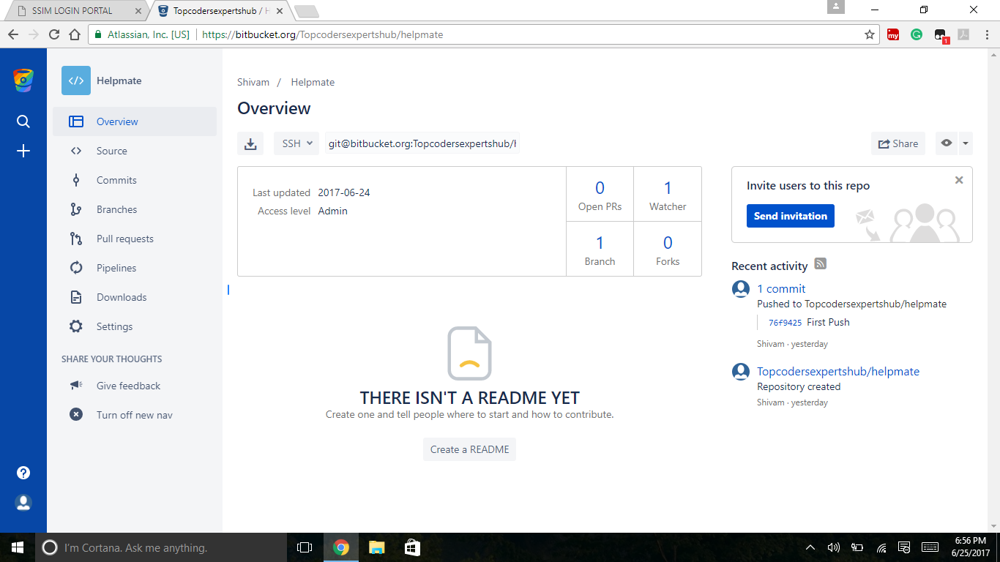 SSIM LOGIN PORTAL
Topcodersexpertshub / H
Atlassian, Inc. [US]
https://bitbucket.org/Topcodersexpertshub/helpmate
my
1
Helpmate
Overview
Source
Commits
Branches
Pull requests
Pipelines
Downloads
Settings
SHARE YOUR THOUGHTS
Give feedback
Turn off new nav
Shivam / Helpmate
Overview
SSH
git@bitbucket.org:Topcodersexpertshub/h
Share
Last updated 2017-06-24
Access level Admin
0
Open PRs
1
Watcher
1
Branch
0
Forks
THERE ISN'T A README YET
Create one and tell people where to start and how to contribute.
Create a README
Invite users to this repo
Send invitation
Recent activity
1 commit
Pushed to Topcodersexpertshub/helpmate
76f9425 First Push
Shivam · yesterday
Topcodersexpertshub/helpmate
Repository created
Shivam · yesterday
I'm Cortana. Ask me anything.
6:56 PM
6/25/2017